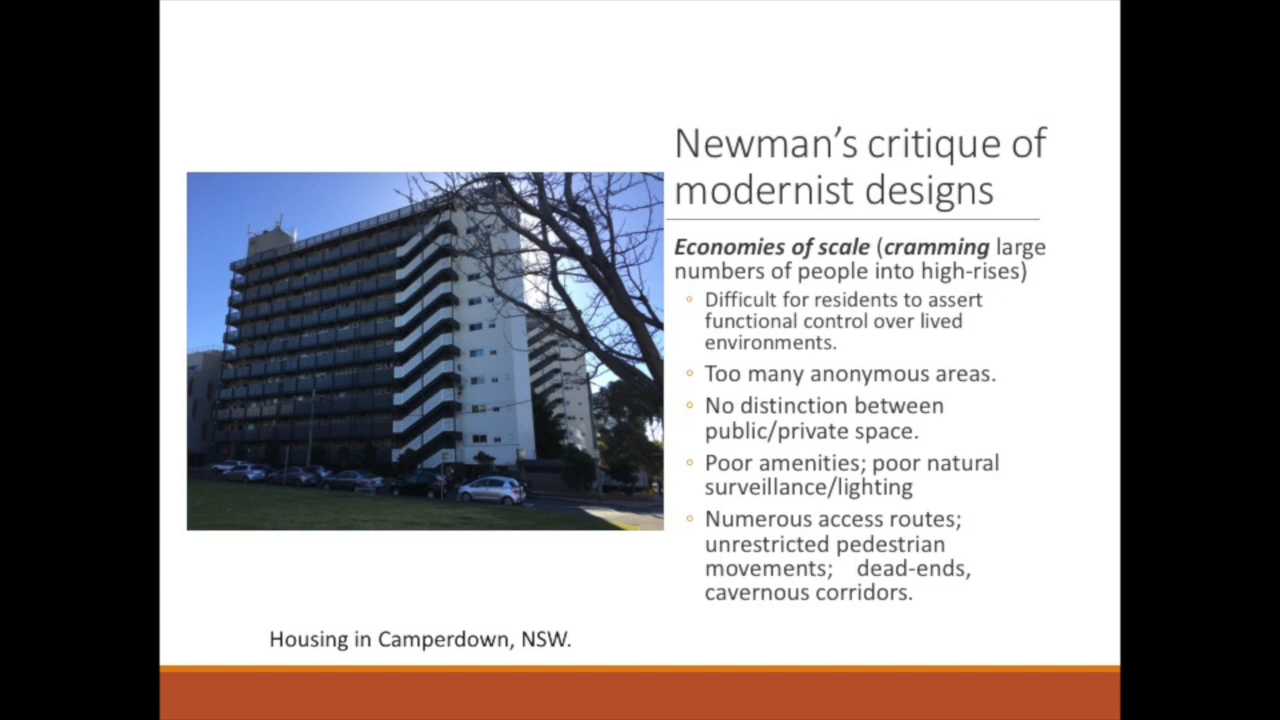 Newman’s critique of
modernist designs
Economies of scale (cramming large
numbers of people into high-rises)
◦ Difficult for residents to assert
functional control over lived
environments.
◦ Too many anonymous areas.
◦ No distinction between
public/private space.
◦ Poor amenities; poor natural
surveillance/lighting
◦ Numerous access routes;
unrestricted pedestrian
movements;    dead-ends,
cavernous corridors.
Housing in Camperdown, NSW.